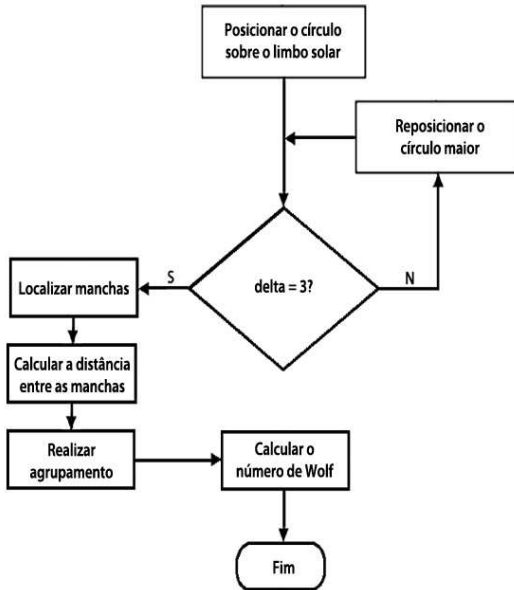 Posicionar o círculo
sobre o limbo solar
Reposicionar o
círculo maior
delta = 3?
S
N
Localizar manchas
Calcular a distância
entre as manchas
Realizar
agrupamento
Calcular o
número de Wolf
Fim